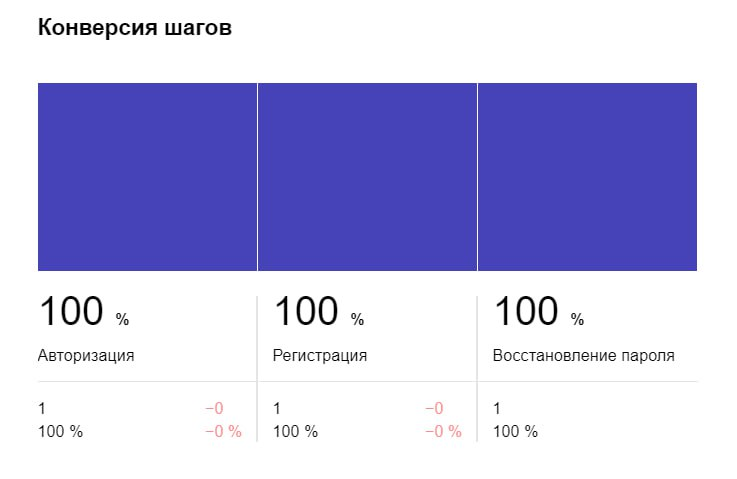 Конверсия шагов
100 % 100 % 100 %
Авторизация Регистрация Восстановление пароля
1 −0 1 −0 1
100 % −0 % 100 % −0 % 100 %